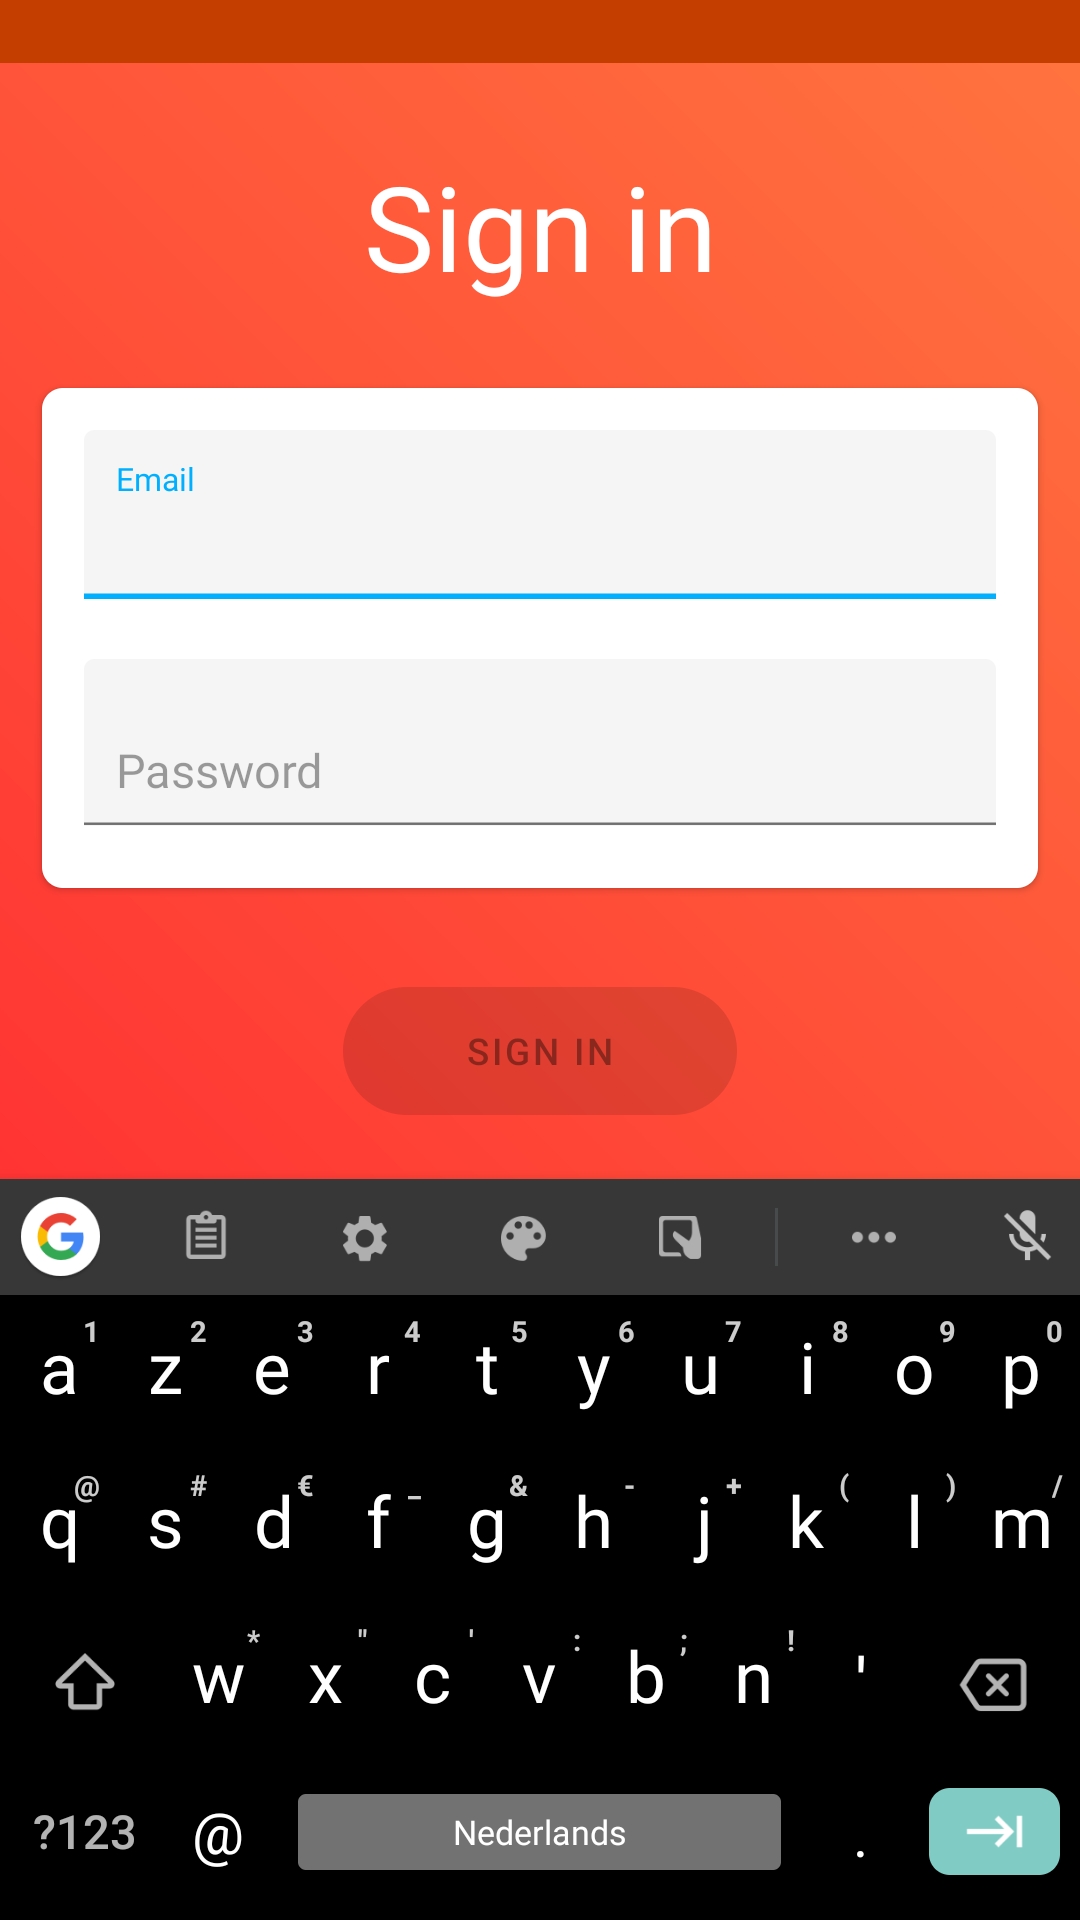 Sign in
Email
Password
SIGN IN
1 2 3 4 5 6 7 8 9 0
a z e r t y u i o p
@ # € _ & - + ( ) /
q s d f g h j k l m
* " ' : ; !
w x c v b n '
?123 @ Nederlands .